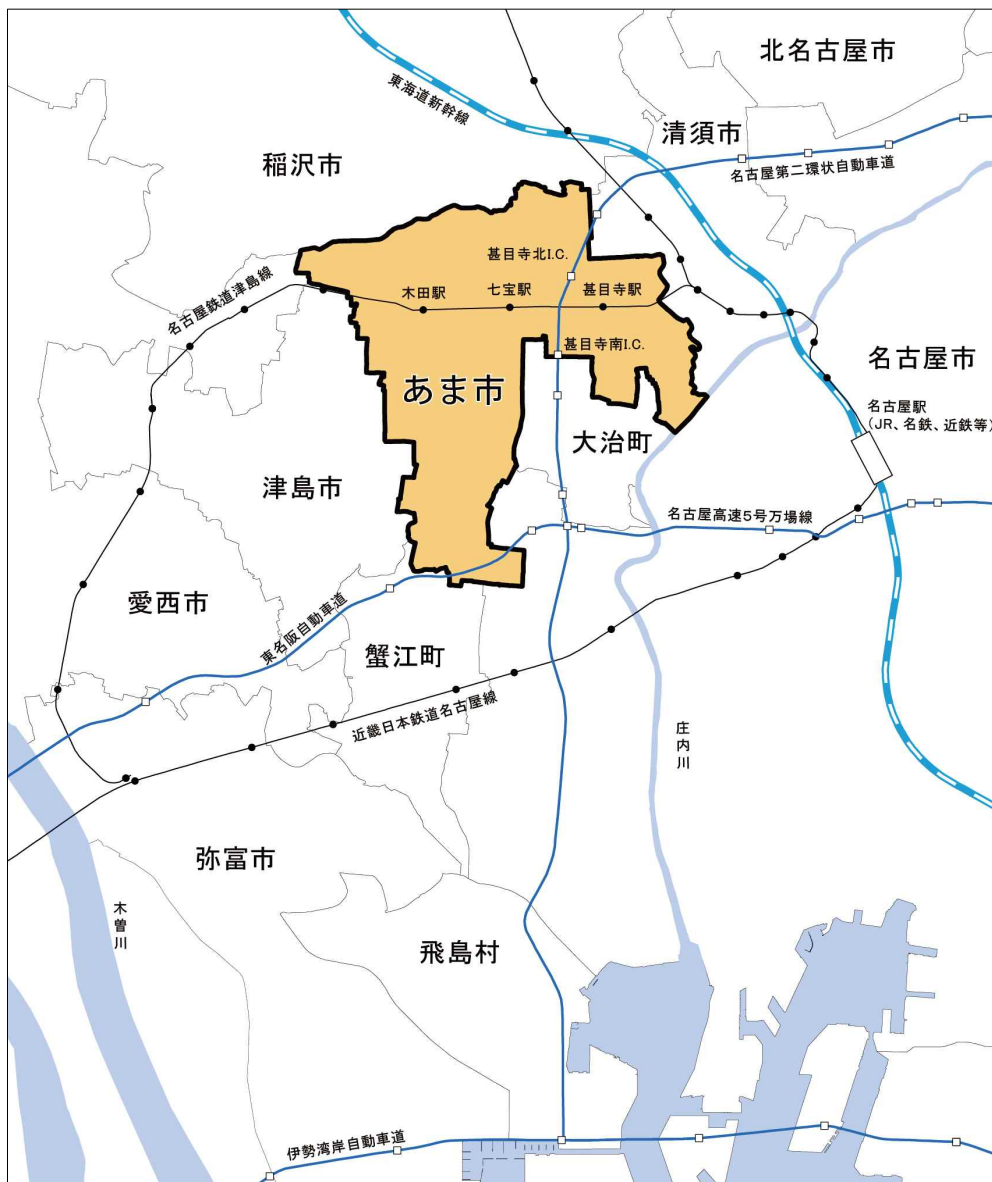 北名古屋市
東海道新幹線
清須市
稲沢市
名古屋第二環状自動車道
甚目寺北I.C.
名古屋鉄道津島線
木田駅
七宝駅
甚目寺駅
甚目寺南I.C.
名古屋市
あま市
名古屋駅
(JR、名鉄、近鉄等)
大治町
津島市
名古屋高速5号万場線
愛西市
東名阪自動車道
蟹江町
近畿日本鉄道名古屋線
庄内川
弥富市
木曽川
飛島村
伊勢湾岸自動車道